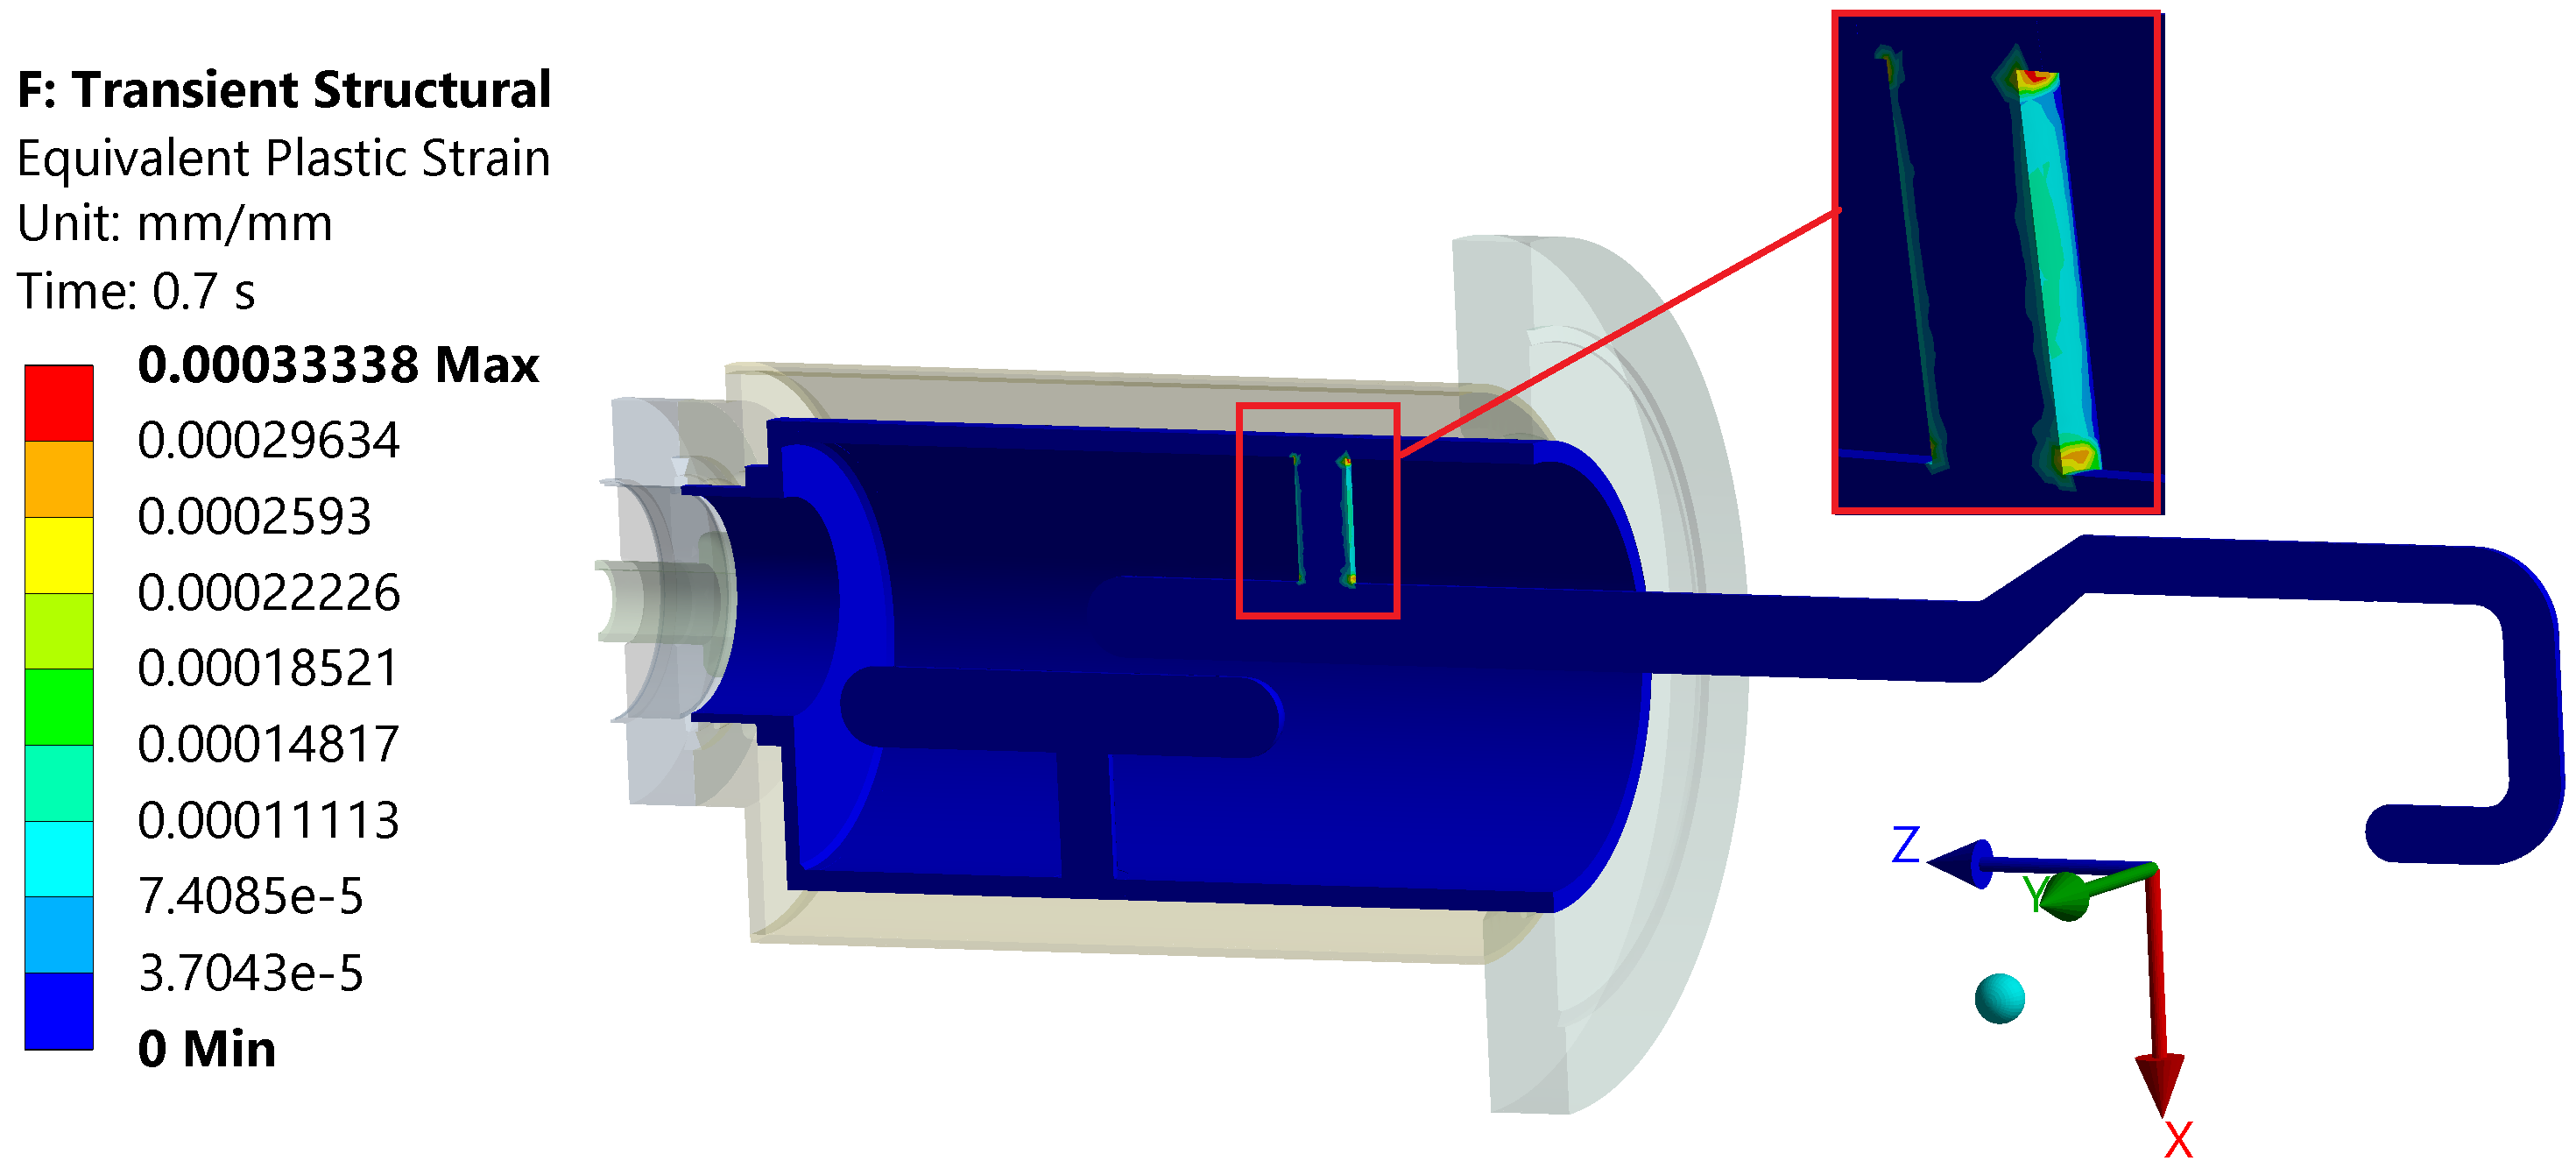 F: Transient Structural
Equivalent Plastic Strain
Unit: mm/mm
Time: 0.7 s
0.00033338 Max
0.00029634
0.0002593
0.00022226
0.00018521
0.00014817
0.00011113
7.4085e-5
3.7043e-5
0 Min
Z
Y
X